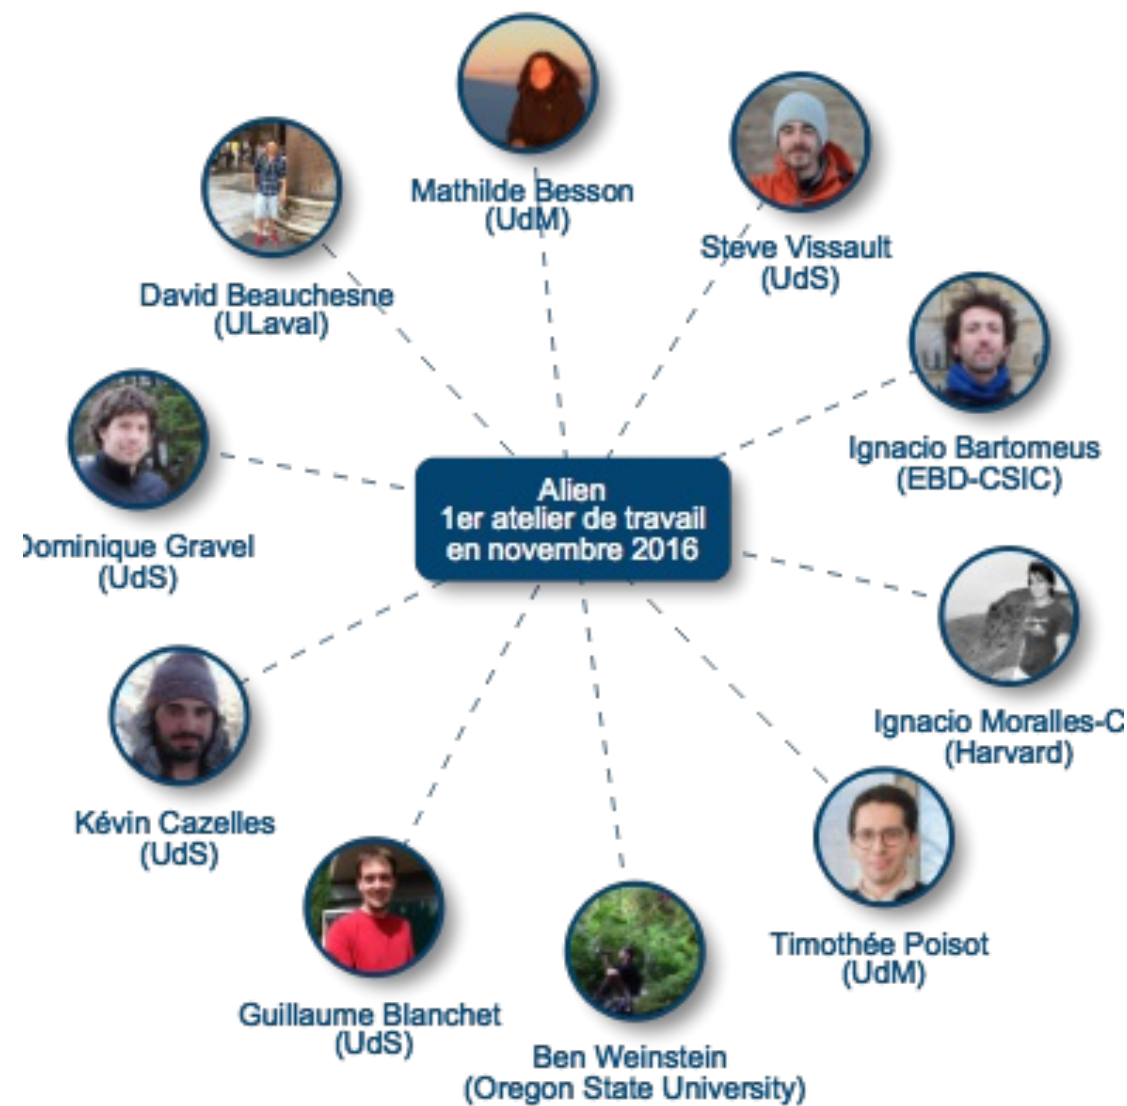 Mathilde Besson
(UdM)
Steve Vissault
(UdS)
David Beauchesne
(ULaval)
Ignacio Bartomeus
(EBD-CSIC)
Alien
1er atelier de travail
en novembre 2016
Dominique Gravel
(UdS)
Ignacio Moralles-C
(Harvard)
Kévin Cazelles
(UdS)
Timothée Poisot
(UdM)
Guillaume Blanchet
(UdS)
Ben Weinstein
(Oregon State University)